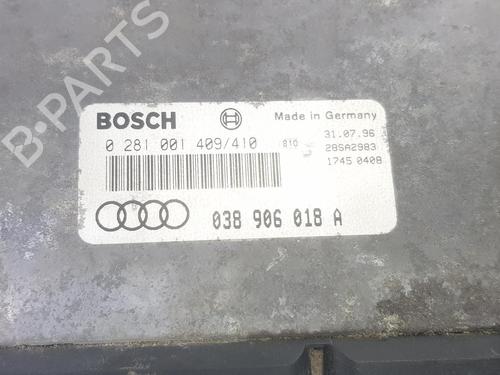 B-PARTS
BOSCH
Made in Germany
0 281 001 409/410
810
31.07.96
28SA2983
1745 0408
038 906 018 A